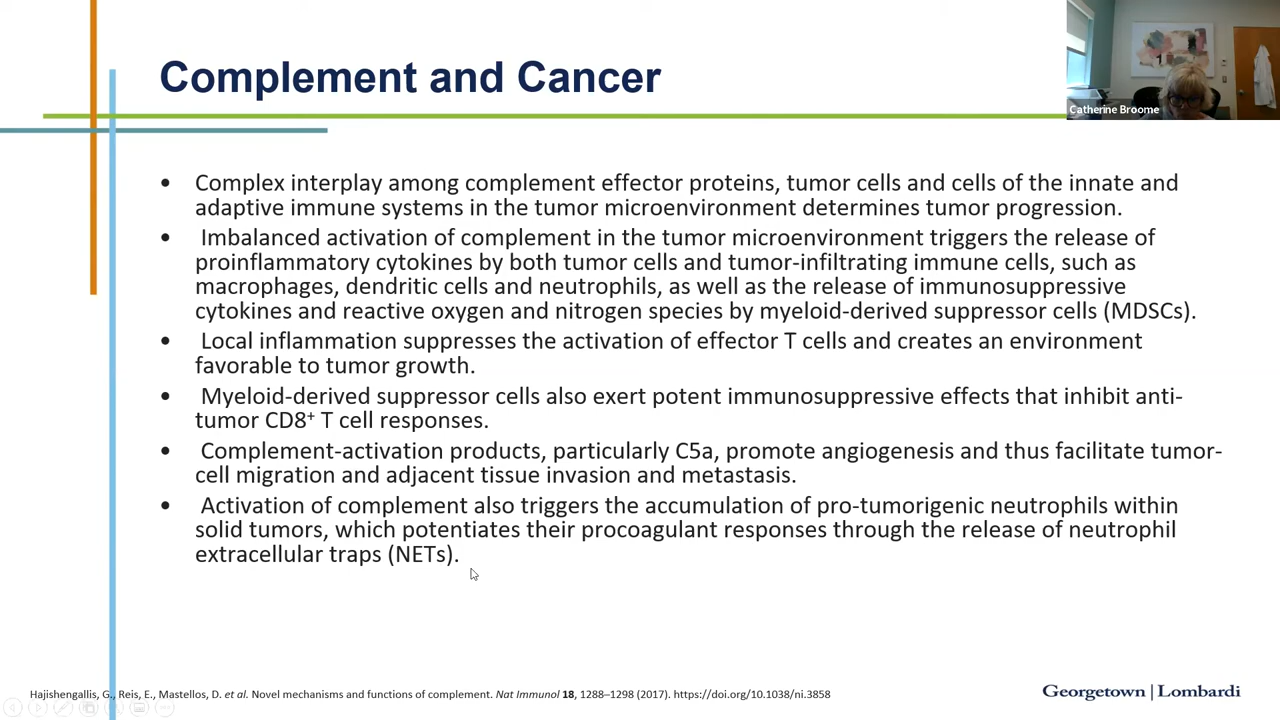 Complement and Cancer
Catherine Broome
• Complex interplay among complement effector proteins, tumor cells and cells of the innate and
adaptive immune systems in the tumor microenvironment determines tumor progression.
• Imbalanced activation of complement in the tumor microenvironment triggers the release of
proinflammatory cytokines by both tumor cells and tumor-infiltrating immune cells, such as
macrophages, dendritic cells and neutrophils, as well as the release of immunosuppressive
cytokines and reactive oxygen and nitrogen species by myeloid-derived suppressor cells (MDSCs).
• Local inflammation suppresses the activation of effector T cells and creates an environment
favorable to tumor growth.
• Myeloid-derived suppressor cells also exert potent immunosuppressive effects that inhibit anti-
tumor CD8⁺ T cell responses.
• Complement-activation products, particularly C5a, promote angiogenesis and thus facilitate tumor-
cell migration and adjacent tissue invasion and metastasis.
• Activation of complement also triggers the accumulation of pro-tumorigenic neutrophils within
solid tumors, which potentiates their procoagulant responses through the release of neutrophil
extracellular traps (NETs).
Hajishengallis, G., Reis, E., Mastellos, D. et al. Novel mechanisms and functions of complement. Nat Immunol 18, 1288–1298 (2017). https://doi.org/10.1038/ni.3858
Georgetown | Lombardi